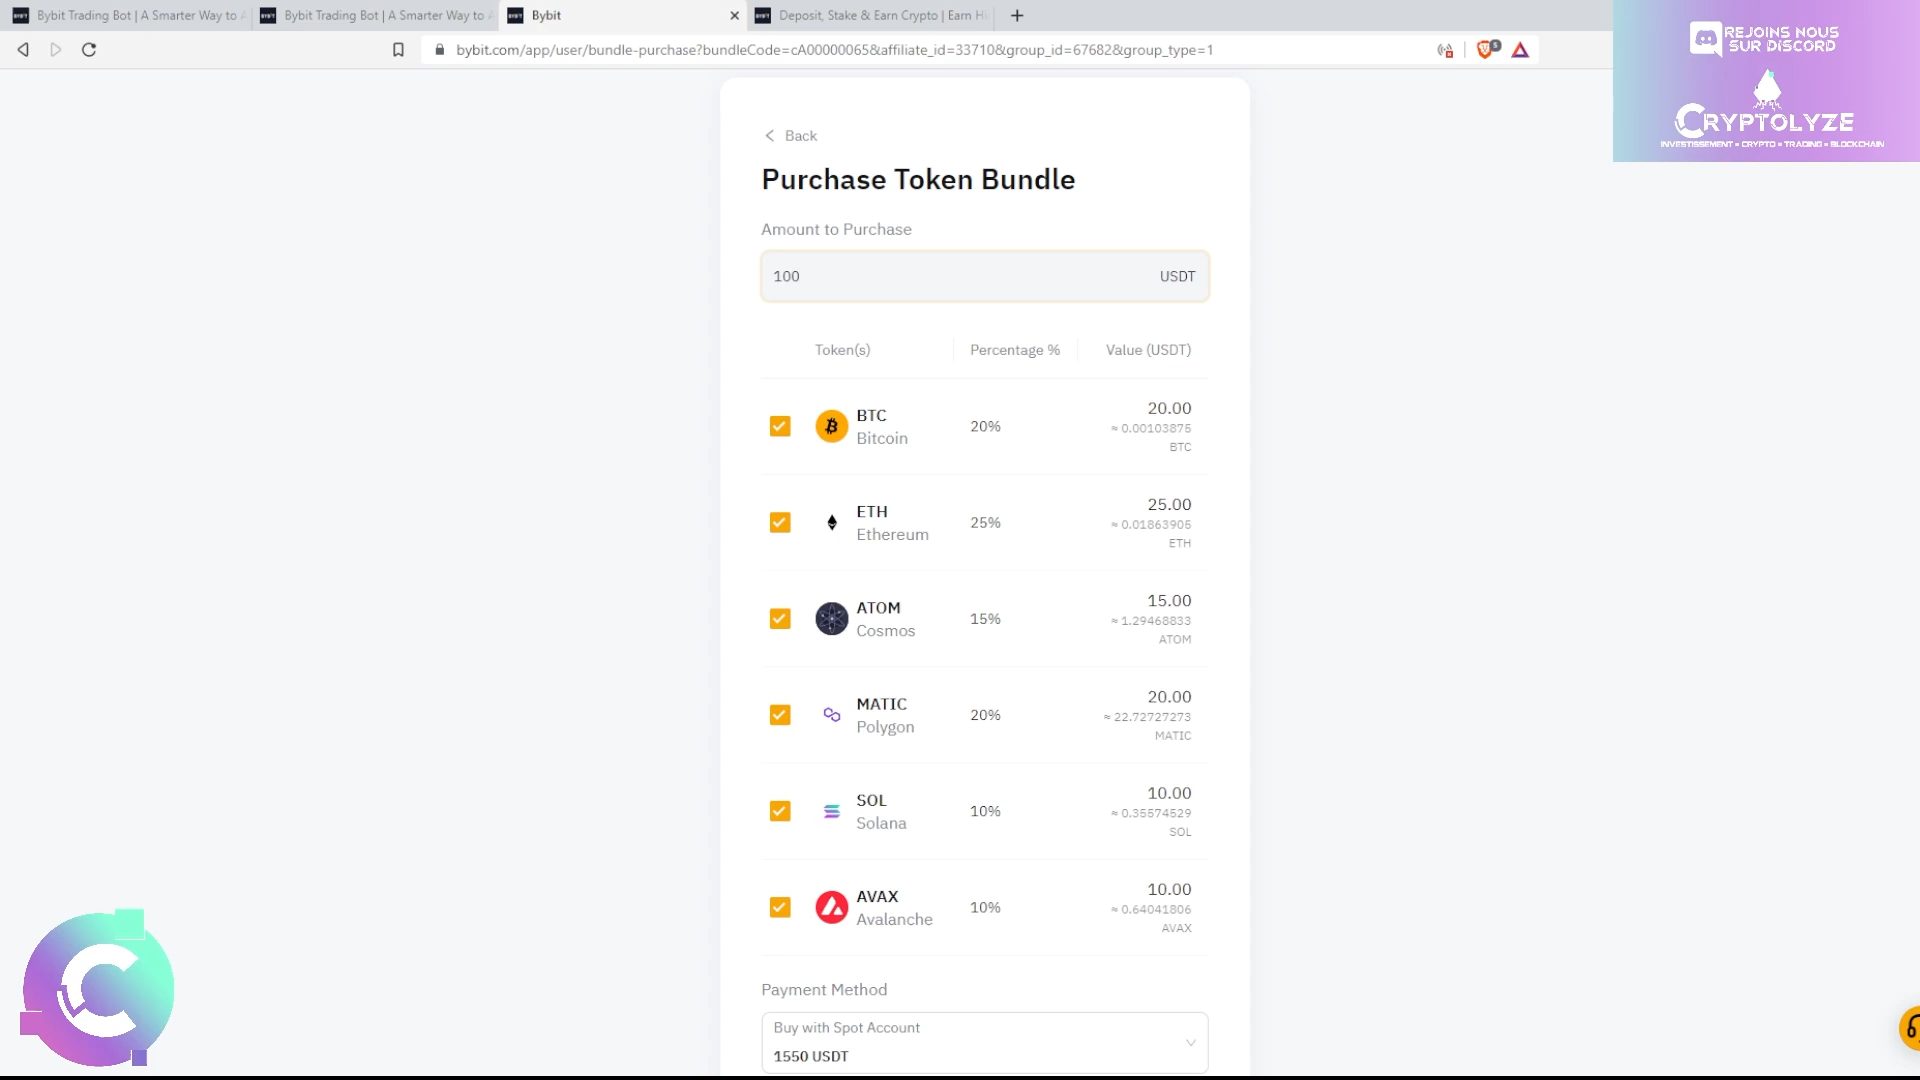 Bybit Trading Bot | A Smarter Way to A
Bybit Trading Bot | A Smarter Way to A
Bybit
Deposit, Stake & Earn Crypto | Earn Hi
bybit.com/app/user/bundle-purchase?bundleCode=cA00000065&affiliate_id=33710&group_id=67682&group_type=1
5
REJOINS NOUS
SUR DISCORD
CRYPTOLYZE
INVESTISSEMENT • CRYPTO • TRADING • BLOCKCHAIN
Back
Purchase Token Bundle
Amount to Purchase
100 USDT
Token(s) Percentage % Value (USDT)
BTC
Bitcoin
20%
20.00
≈ 0.00103875
BTC
ETH
Ethereum
25%
25.00
≈ 0.01863905
ETH
ATOM
Cosmos
15%
15.00
≈ 1.29468833
ATOM
MATIC
Polygon
20%
20.00
≈ 22.72727273
MATIC
SOL
Solana
10%
10.00
≈ 0.35574529
SOL
AVAX
Avalanche
10%
10.00
≈ 0.64041806
AVAX
Payment Method
Buy with Spot Account
1550 USDT